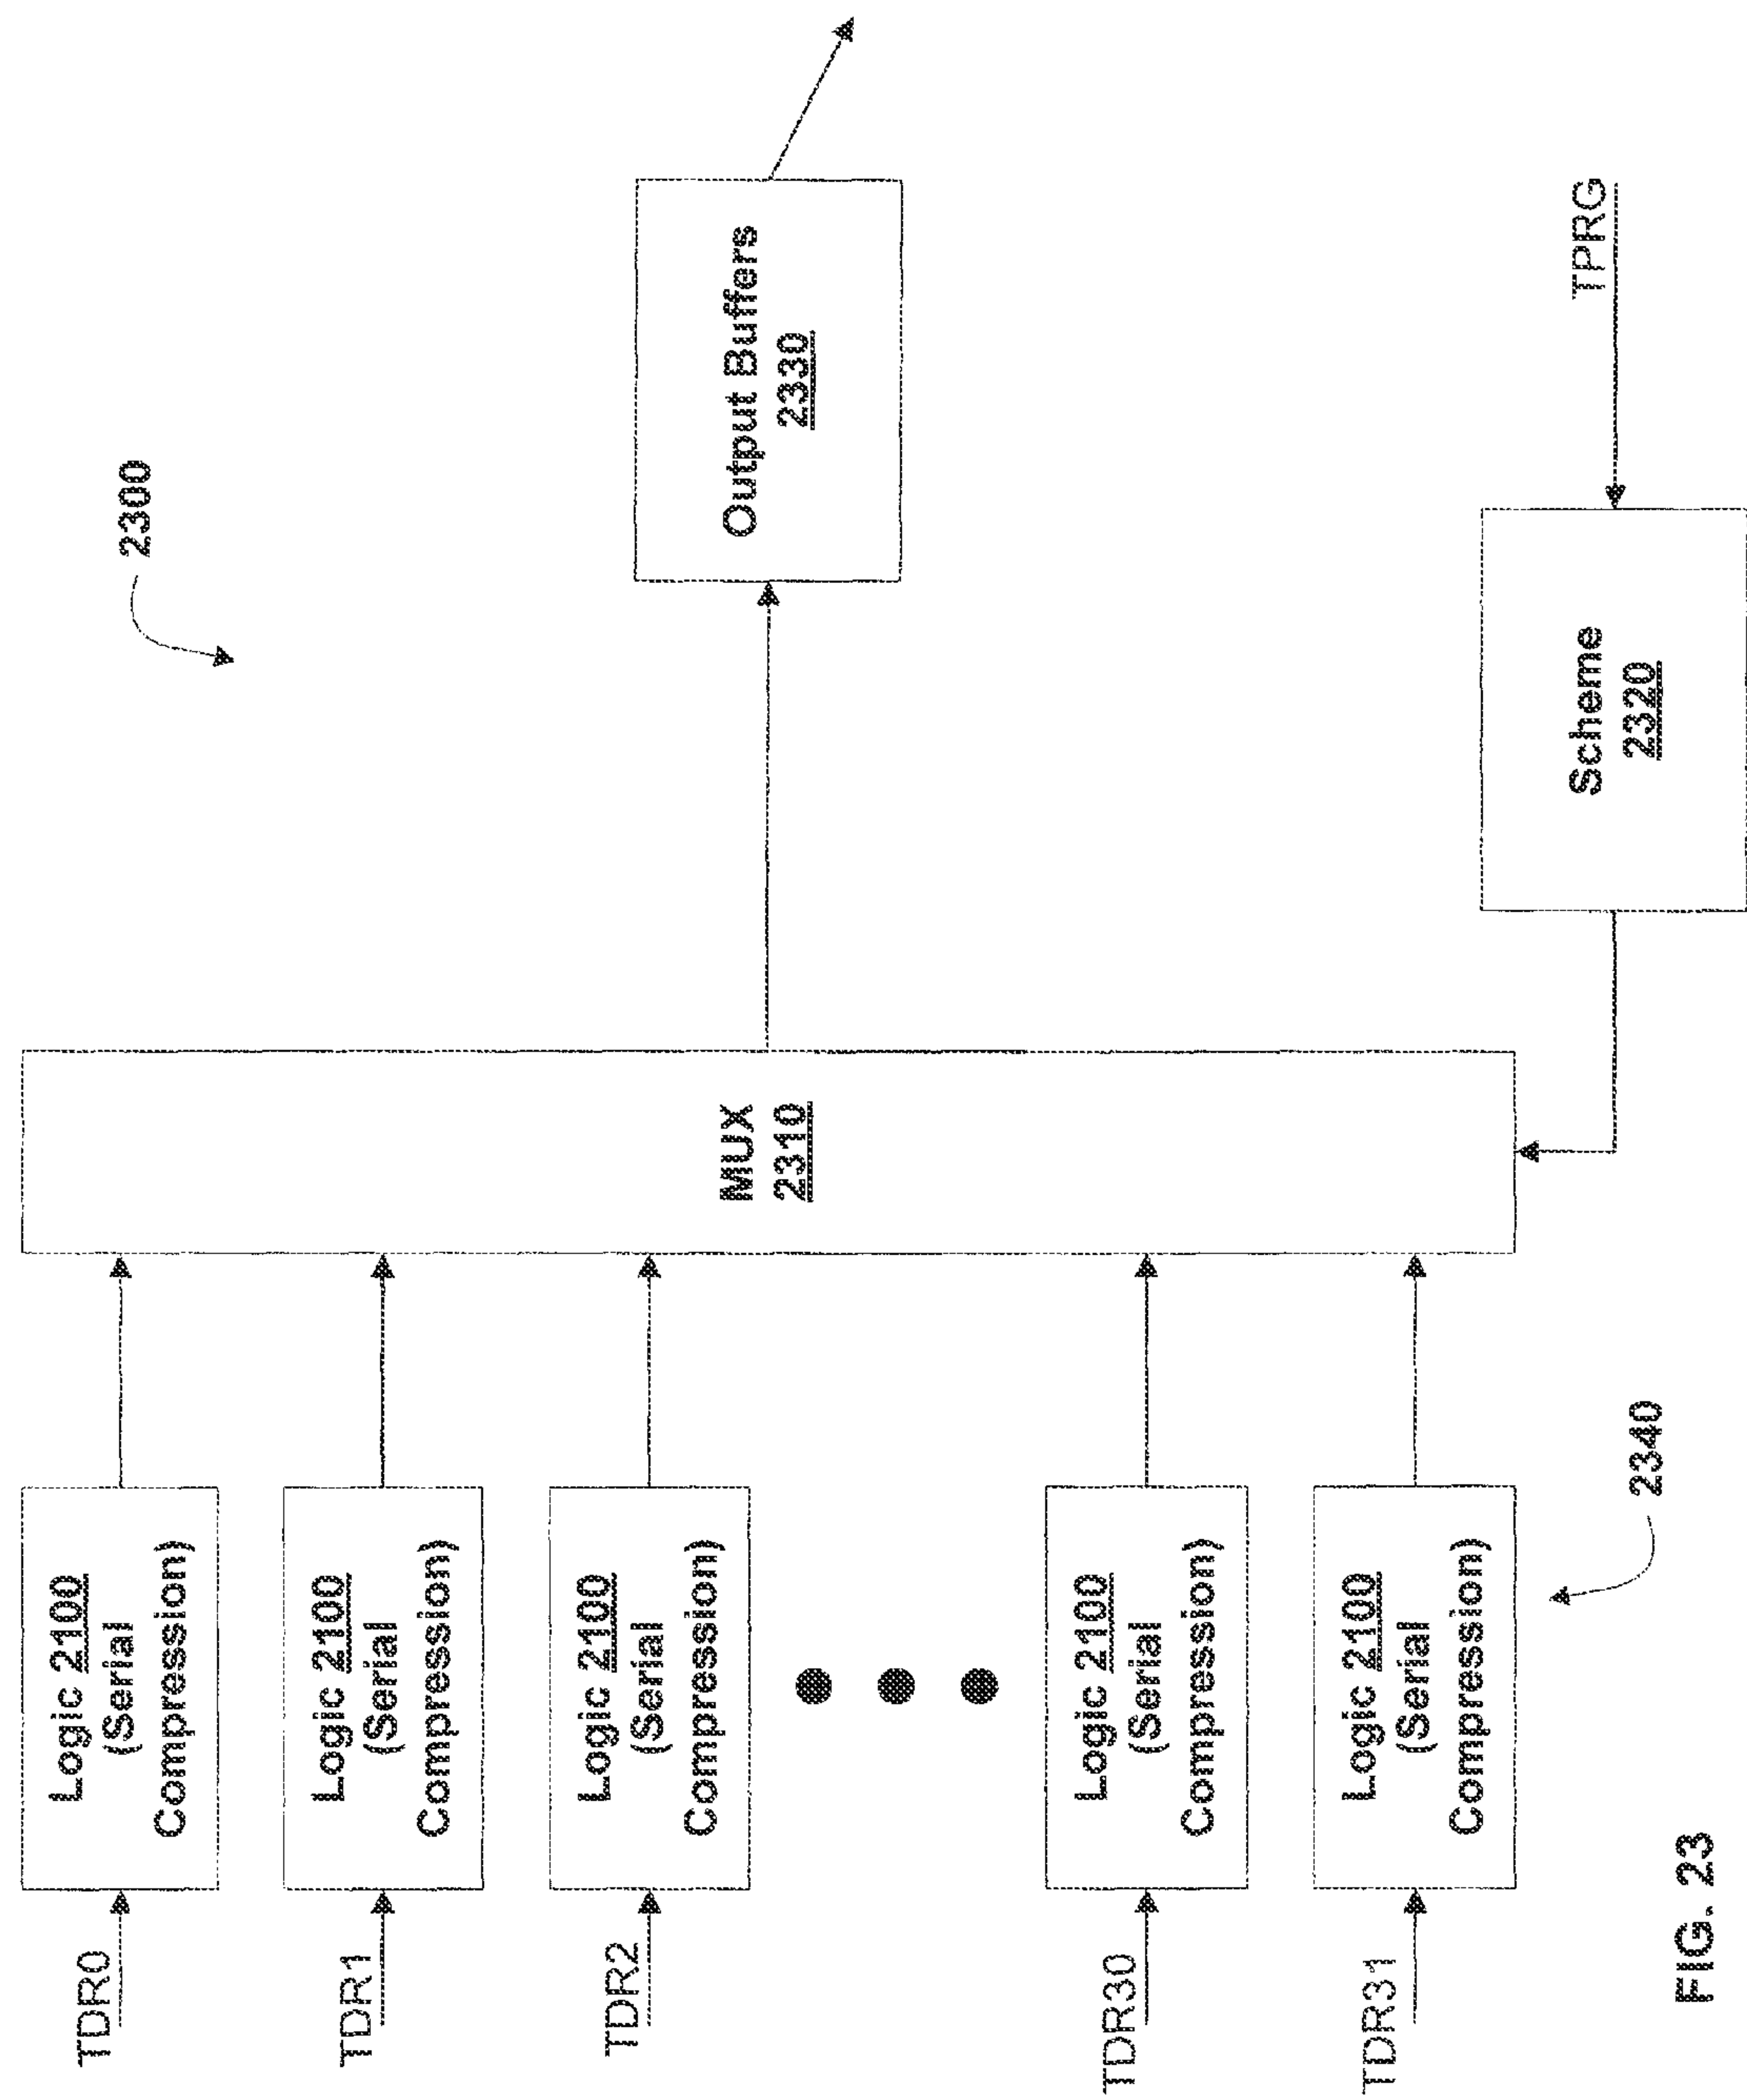 2300
TDR0
Logic 2100
(Serial
Compression)
TDR1
Logic 2100
(Serial
Compression)
TDR2
Logic 2100
(Serial
Compression)
TDR30
Logic 2100
(Serial
Compression)
TDR31
Logic 2100
(Serial
Compression)
2340
MUX
2310
Output Buffers
2330
Scheme
2320
TPRG
FIG. 23